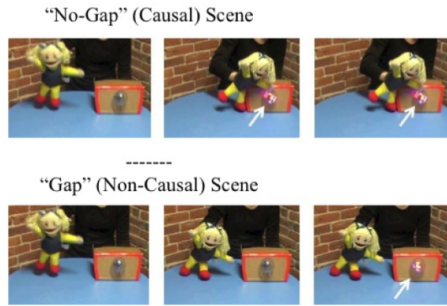 “No-Gap” (Causal) Scene
-------
“Gap” (Non-Causal) Scene